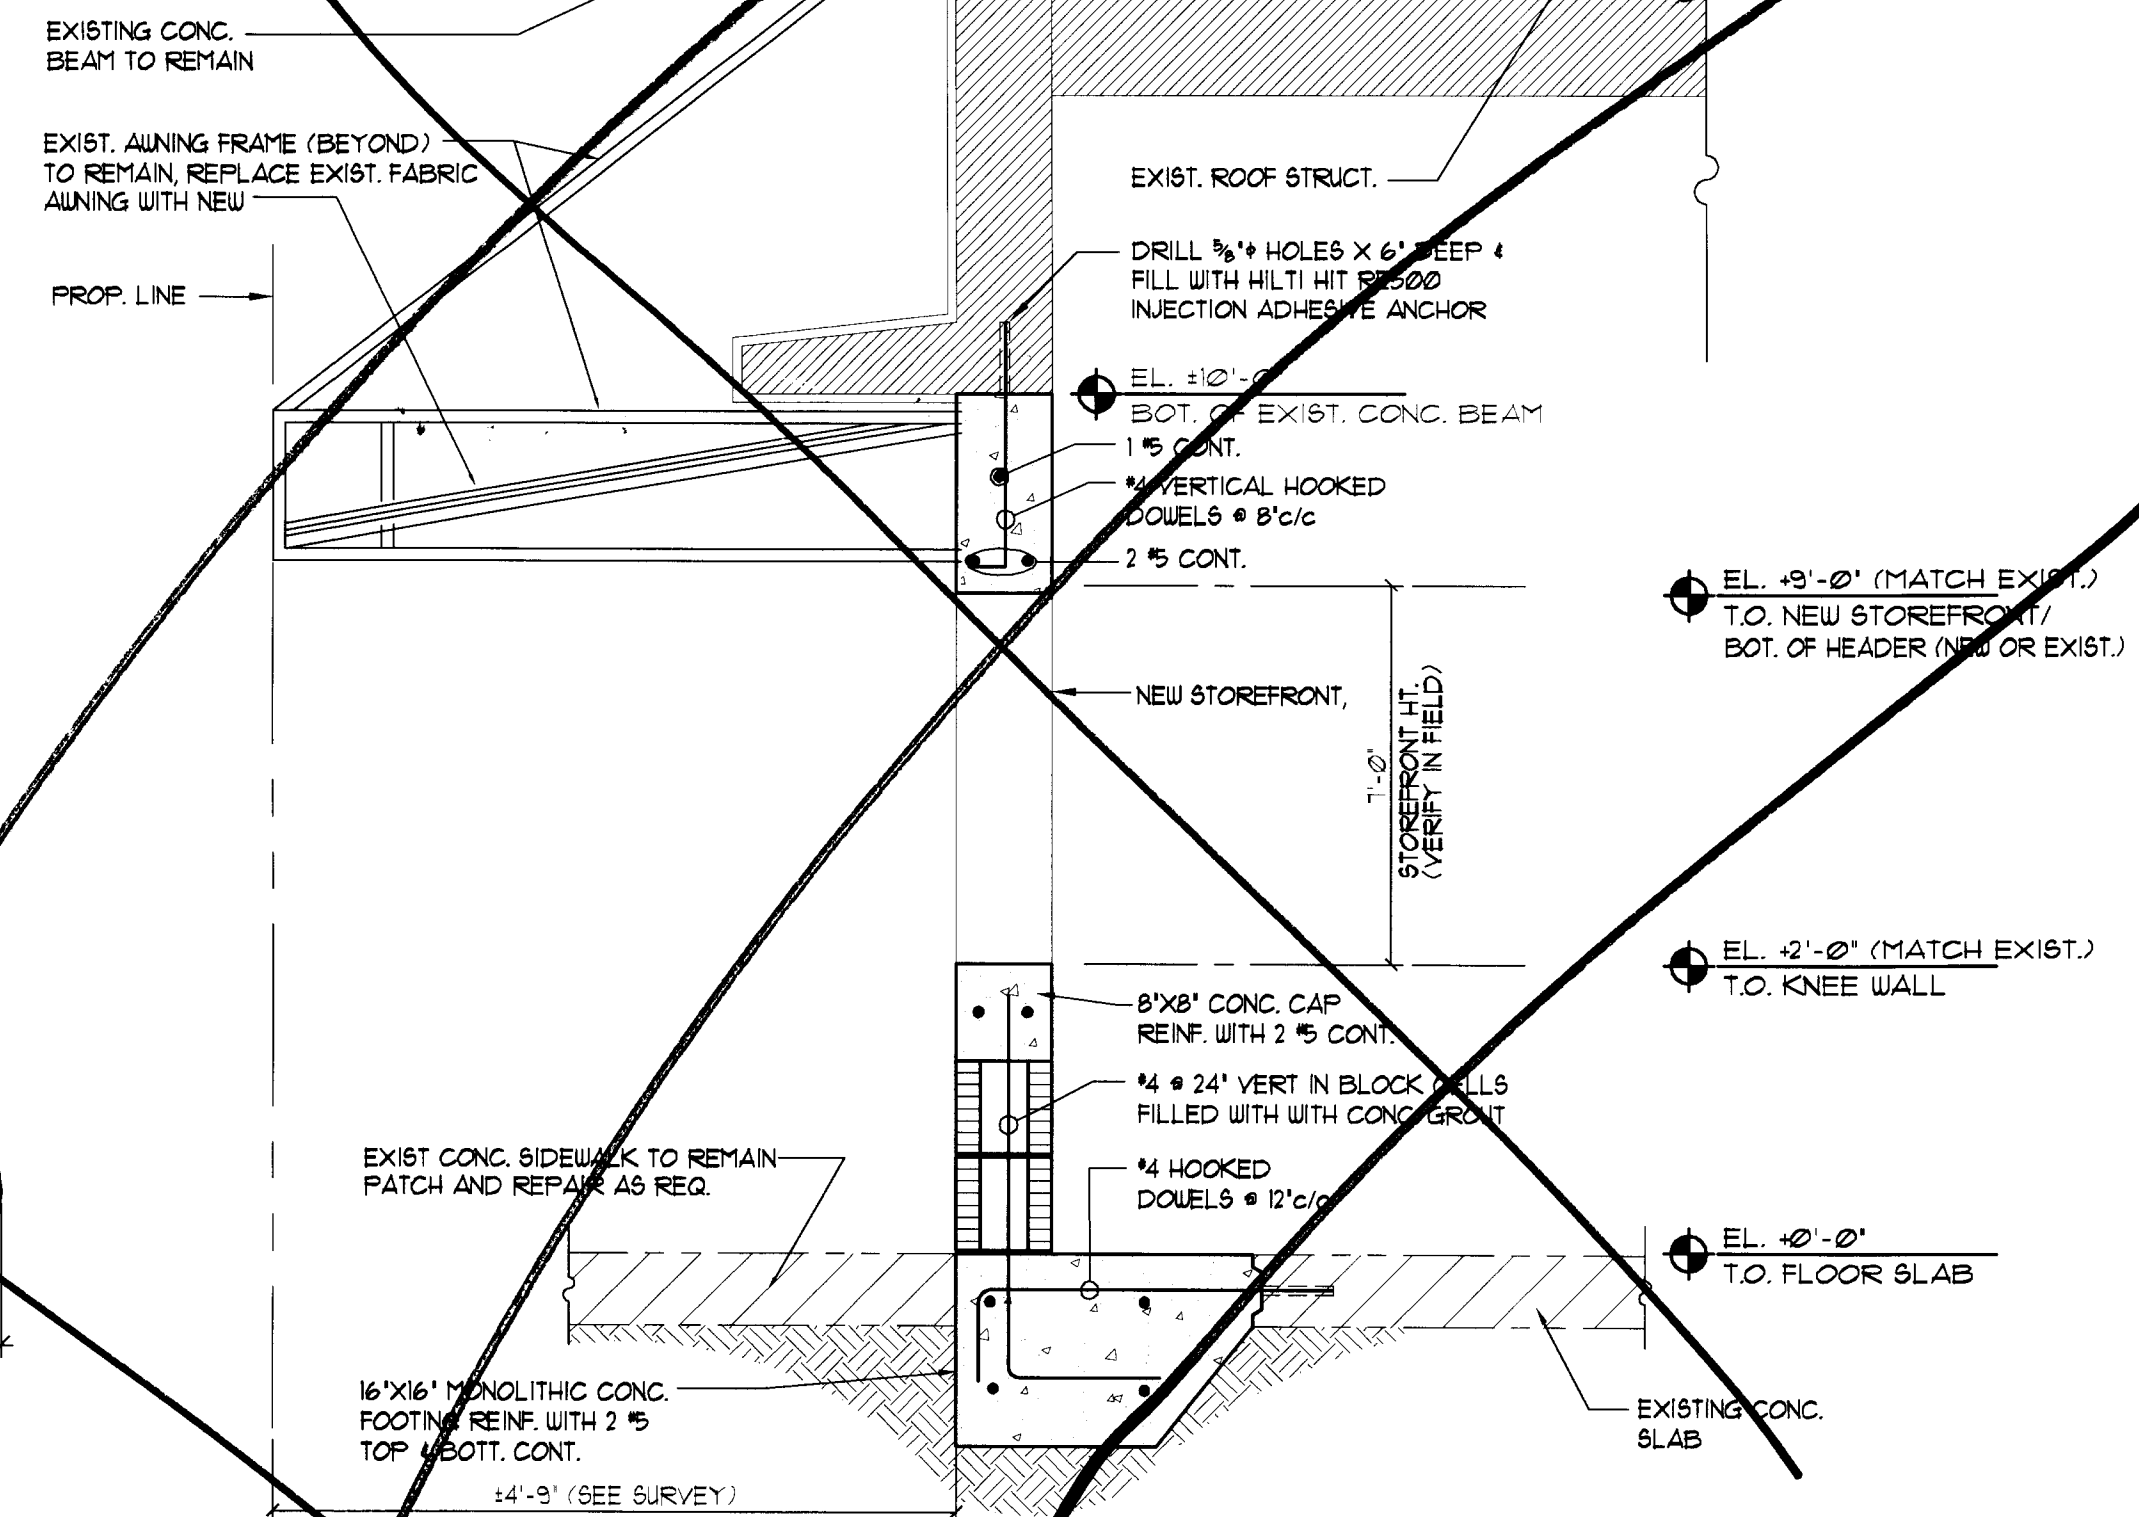 EXISTING CONC.
BEAM TO REMAIN
EXIST. AWNING FRAME (BEYOND)
TO REMAIN, REPLACE EXIST. FABRIC
AWNING WITH NEW
PROP. LINE
EXIST. ROOF STRUCT.
DRILL ⅝"ϕ HOLES X 6" DEEP &
FILL WITH HILTI HIT RE500
INJECTION ADHESIVE ANCHOR
EL. ±10'-0"
BOT. OF EXIST. CONC. BEAM
1 #5 CONT.
#4 VERTICAL HOOKED
DOWELS @ 8"c/c
2 #5 CONT.
EL. +9'-0" (MATCH EXIST.)
T.O. NEW STOREFRONT/
BOT. OF HEADER (NEW OR EXIST.)
NEW STOREFRONT,
7'-0"
STOREFRONT HT.
(VERIFY IN FIELD)
EL. +2'-0" (MATCH EXIST.)
T.O. KNEE WALL
8"X8" CONC. CAP
REINF. WITH 2 #5 CONT.
#4 @ 24" VERT IN BLOCK CELLS
FILLED WITH WITH CONC GROUT
EXIST CONC. SIDEWALK TO REMAIN
PATCH AND REPAIR AS REQ.
#4 HOOKED
DOWELS @ 12"c/c
EL. +0'-0"
T.O. FLOOR SLAB
16"X16" MONOLITHIC CONC.
FOOTING REINF. WITH 2 #5
TOP & BOTT. CONT.
EXISTING CONC.
SLAB
±4'-9" (SEE SURVEY)